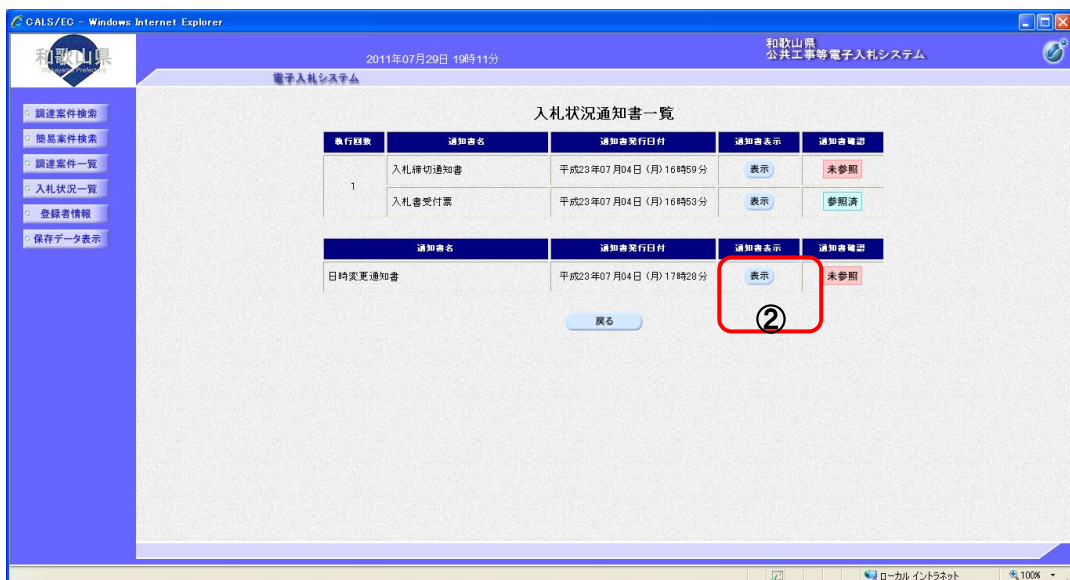 CALS/EC - Windows Internet Explorer
和歌山県
Wakayama Prefecture
2011年07月29日 19時11分
和歌山県
公共工事等電子入札システム
電子入札システム
調達案件検索
簡易案件検索
調達案件一覧
入札状況一覧
登録者情報
保存データ表示
入札状況通知書一覧
執行回数 通知書名 通知書発行日付 通知書表示 通知書確認
1 入札締切通知書 平成23年07月04日 (月) 16時59分 表示 未参照
入札書受付票 平成23年07月04日 (月) 16時53分 表示 参照済
通知書名 通知書発行日付 通知書表示 通知書確認
日時変更通知書 平成23年07月04日 (月) 17時28分 表示 未参照
戻る
②
ローカル イントラネット 100%